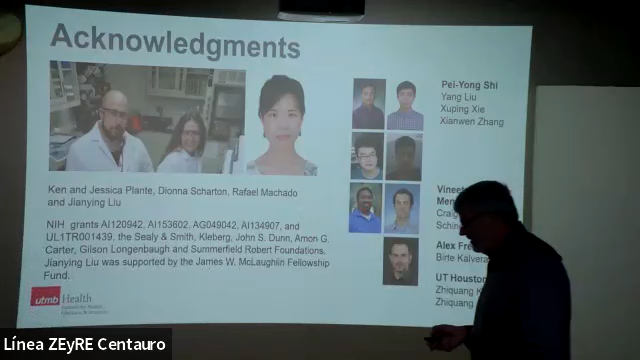 Acknowledgments
Ken and Jessica Plante, Dionna Scharton, Rafael Machado
and Jianying Liu
NIH grants AI120942, AI153602, AG049042, AI134907, and
UL1TR001439, the Sealy & Smith, Kleberg, John S. Dunn, Amon G.
Carter, Gilson Longenbaugh and Summerfield Robert Foundations.
Jianying Liu was supported by the James W. McLaughlin Fellowship
Fund.
utmb Health
Pei-Yong Shi
Yang Liu
Xuping Xie
Xianwen Zhang
Vineet
Men
Craig
Schin
Alex Fre
Birte Kalvera
UT Houston
Zhiquang
Zhiquang
Línea ZEyRE Centauro